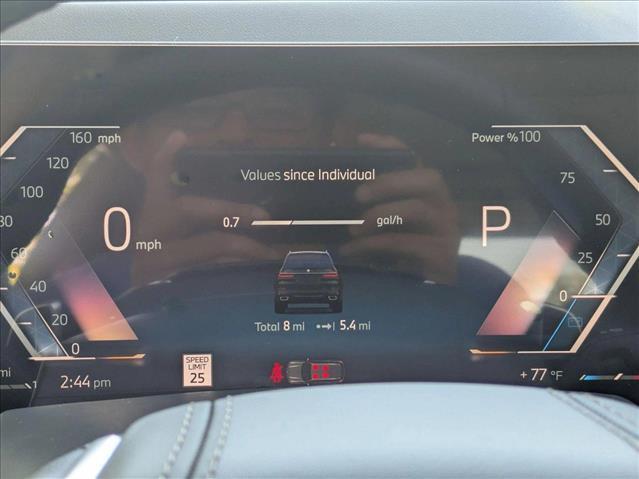 160 mph
120
100
80
60
40
20
0
0 mph
Values since Individual
0.7 gal/h
Total 8 mi 5.4 mi
Power % 100
75
50
25
0
P
mi
2:44 pm
SPEED
LIMIT
25
+ 77 °F